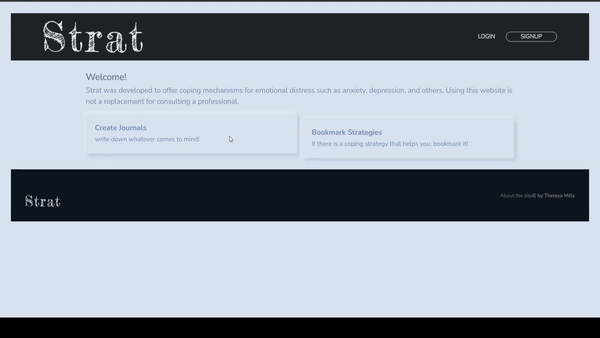 Strat
LOGIN
SIGNUP
Welcome!
Strat was developed to offer coping mechanisms for emotional distress such as anxiety, depression, and others. Using this website is
not a replacement for consulting a professional.
Create Journals
write down whatever comes to mind!
Bookmark Strategies
If there is a coping strategy that helps you, bookmark it!
Strat
About the site© by Theresa Mills